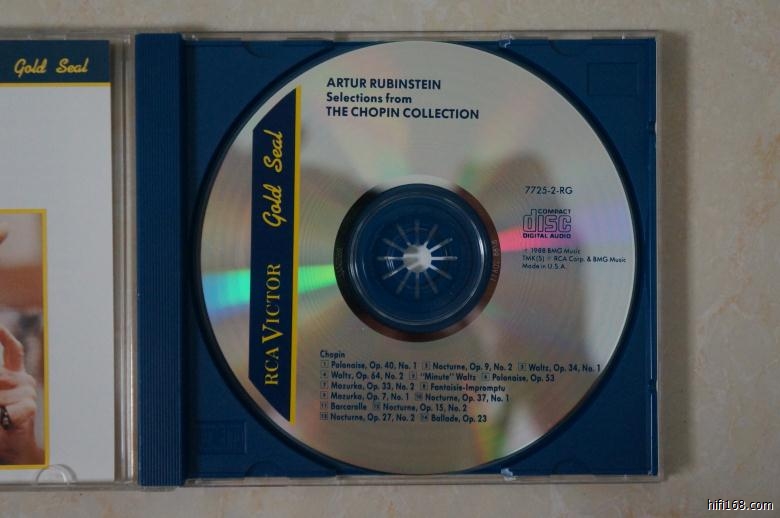 Gold Seal
ARTUR RUBINSTEIN
Selections from
THE CHOPIN COLLECTION
RCA VICTOR Gold Seal
7725-2-RG
COMPACT
disc
DIGITAL AUDIO
1988 BMG Music
TMK(S) ® RCA Corp. & BMG Music
Made in U.S.A.
Chopin
1 Polonaise, Op. 40, No. 1 2 Nocturne, Op. 9, No. 2 3 Waltz, Op. 34, No. 1
4 Waltz, Op. 64, No. 2 5 "Minute" Waltz 6 Polonaise, Op. 53
7 Mazurka, Op. 33, No. 2 8 Fantaisie-Impromptu
9 Mazurka, Op. 7, No. 1 10 Nocturne, Op. 37, No. 1
11 Barcarolle 12 Nocturne, Op. 15, No. 2
13 Nocturne, Op. 27, No. 2 14 Ballade, Op. 23
hifi168.com